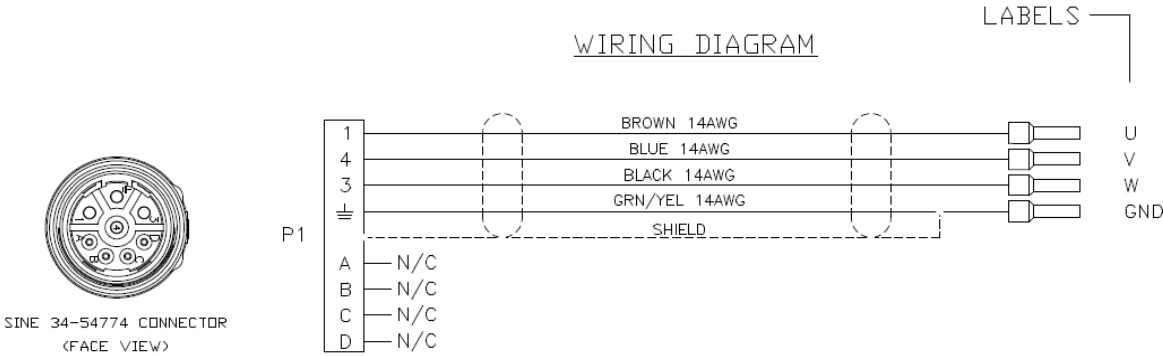 LABELS
WIRING DIAGRAM
1 BROWN 14AWG U
4 BLUE 14AWG V
3 BLACK 14AWG W
GRN/YEL 14AWG GND
P1 SHIELD
A N/C
B N/C
C N/C
D N/C
SINE 34-54774 CONNECTOR
(FACE VIEW)